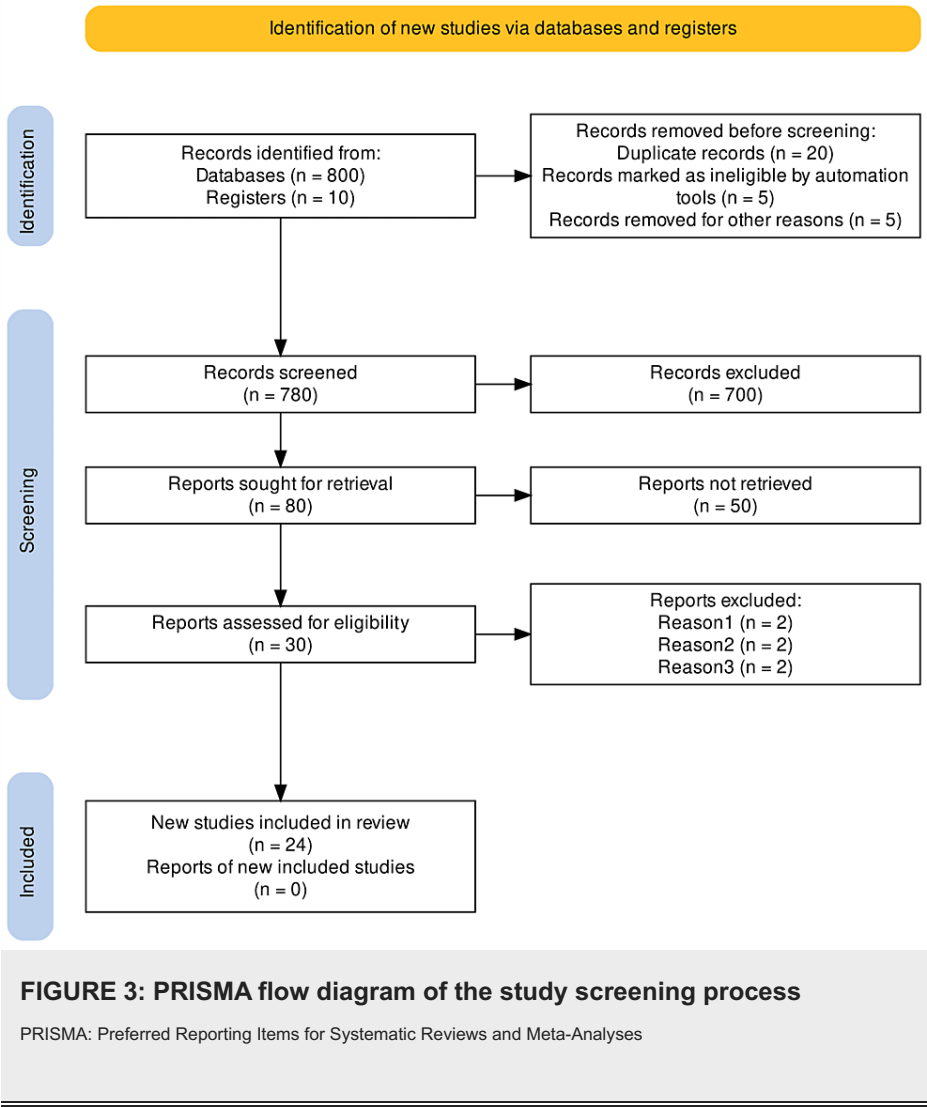 Identification of new studies via databases and registers
Identification
Records identified from:
Databases (n = 800)
Registers (n = 10)
Records removed before screening:
Duplicate records (n = 20)
Records marked as ineligible by automation
tools (n = 5)
Records removed for other reasons (n = 5)
Screening
Records screened
(n = 780)
Records excluded
(n = 700)
Reports sought for retrieval
(n = 80)
Reports not retrieved
(n = 50)
Reports assessed for eligibility
(n = 30)
Reports excluded:
Reason1 (n = 2)
Reason2 (n = 2)
Reason3 (n = 2)
Included
New studies included in review
(n = 24)
Reports of new included studies
(n = 0)
FIGURE 3: PRISMA flow diagram of the study screening process
PRISMA: Preferred Reporting Items for Systematic Reviews and Meta-Analyses